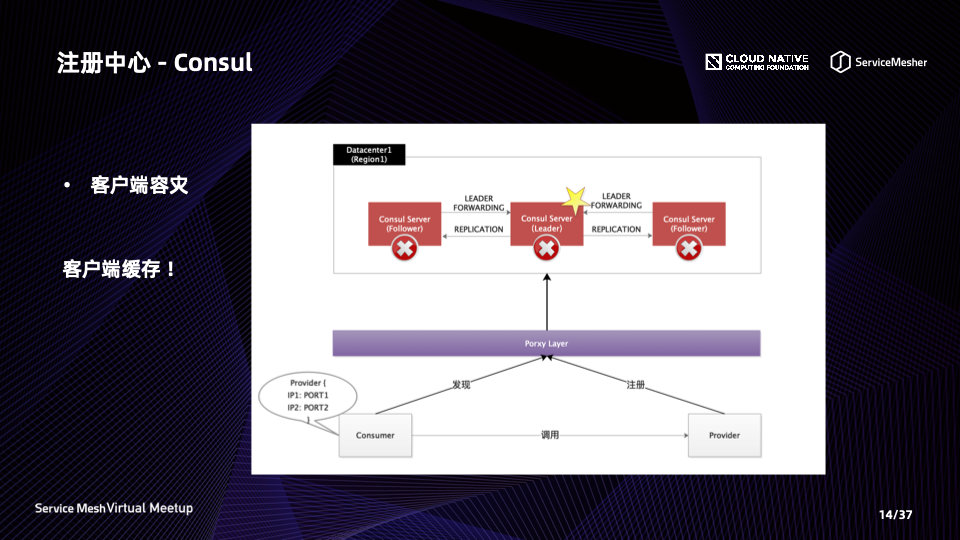 注册中心 - Consul
CLOUD NATIVE
COMPUTING FOUNDATION
ServiceMesher
• 客户端容灾
客户端缓存！
Datacenter1
(Region1)
LEADER
FORWARDING
LEADER
FORWARDING
Consul Server
(Follower)
REPLICATION
Consul Server
(Leader)
REPLICATION
Consul Server
(Follower)
Porxy Layer
发现
注册
Provider {
IP1: PORT1
IP2: PORT2
}
Consumer
调用
Provider
Service Mesh Virtual Meetup
14/37